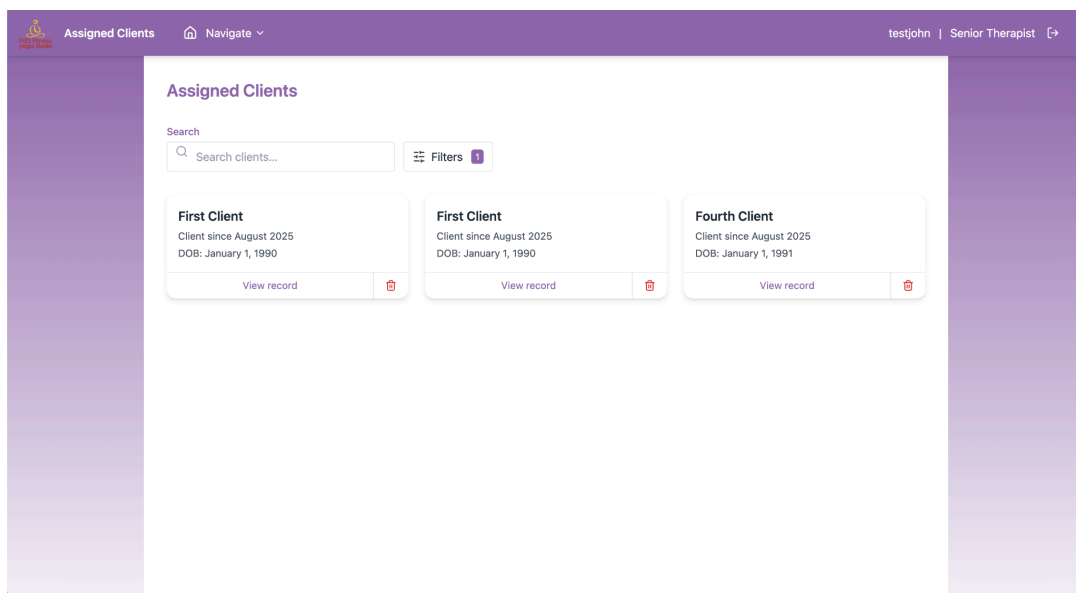 Assigned Clients
Navigate
testjohn | Senior Therapist
Assigned Clients
Search
Search clients...
Filters 1
First Client
Client since August 2025
DOB: January 1, 1990
View record
First Client
Client since August 2025
DOB: January 1, 1990
View record
Fourth Client
Client since August 2025
DOB: January 1, 1991
View record